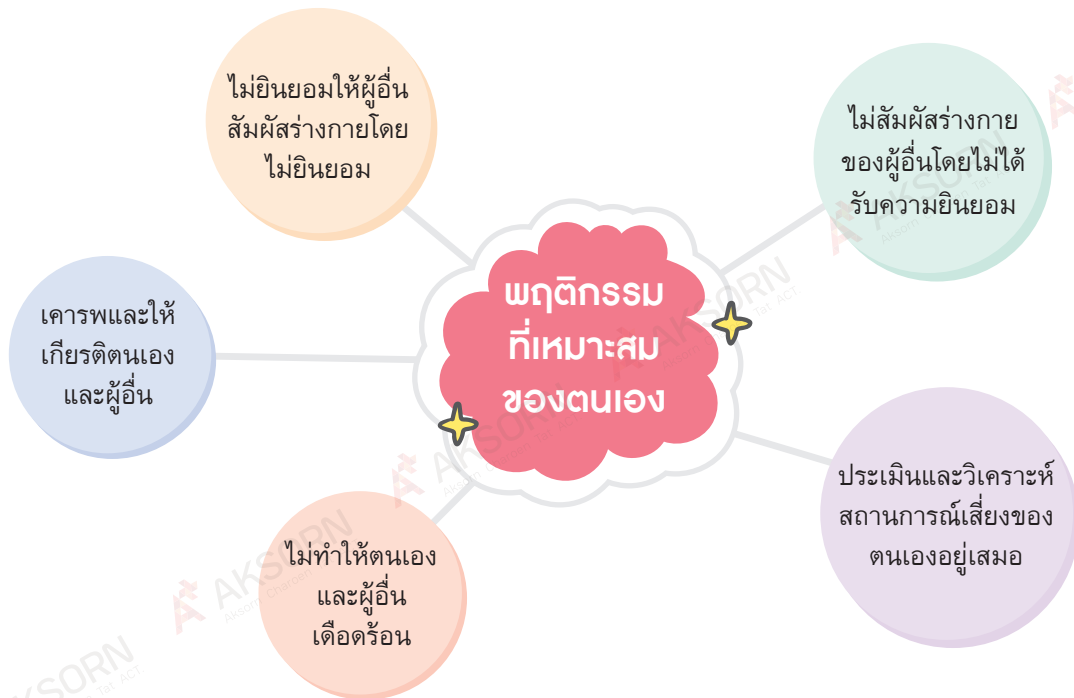 ไม่ยินยอมให้ผู้อื่น
สัมผัสร่างกายโดย
ไม่ยินยอม
ไม่สัมผัสร่างกาย
ของผู้อื่นโดยไม่ได้
รับความยินยอม
พฤติกรรม
ที่เหมาะสม
ของตนเอง
เคารพและให้
เกียรติตนเอง
และผู้อื่น
ประเมินและวิเคราะห์
สถานการณ์เสี่ยงของ
ตนเองอยู่เสมอ
ไม่ทำให้ตนเอง
และผู้อื่น
เดือดร้อน
AKSORN
Aksorn Charoen Tat ACT.